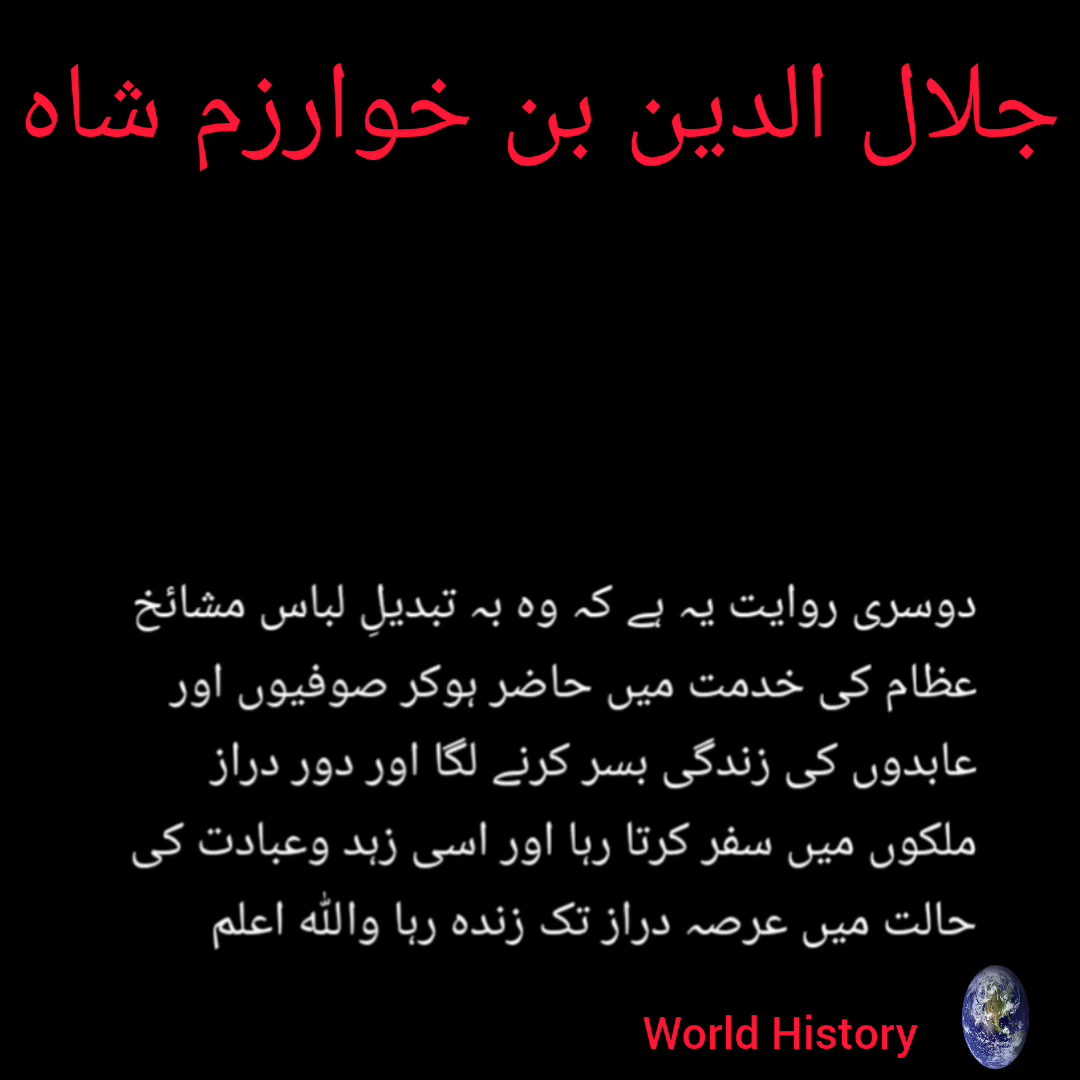 جلال الدین بن خوارزم شاہ
دوسری روایت یہ ہے کہ وہ بہ تبدیلِ لباس مشائخ
عظام کی خدمت میں حاضر ہوکر صوفیوں اور
عابدوں کی زندگی بسر کرنے لگا اور دور دراز
ملکوں میں سفر کرتا رہا اور اسی زہد وعبادت کی
حالت میں عرصہ دراز تک زندہ رہا واللہ اعلم
World History